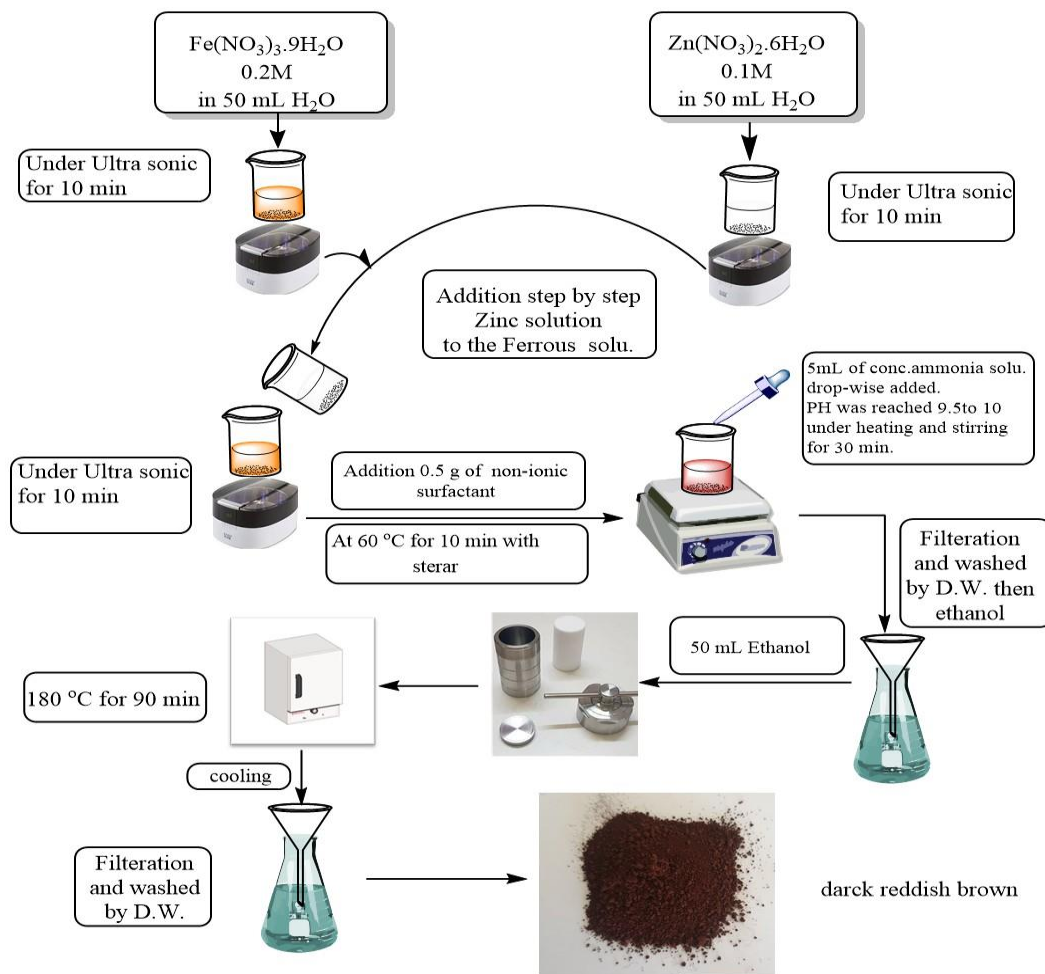 Fe(NO₃)₃.9H₂O
0.2M
in 50 mL H₂O
Zn(NO₃)₂.6H₂O
0.1M
in 50 mL H₂O
Under Ultra sonic
for 10 min
Under Ultra sonic
for 10 min
Addition step by step
Zinc solution
to the Ferrous solu.
5mL of conc.ammonia solu.
drop-wise added.
PH was reached 9.5to 10
under heating and stirring
for 30 min.
Under Ultra sonic
for 10 min
Addition 0.5 g of non-ionic
surfactant
At 60 °C for 10 min with
sterar
Filteration
and washed
by D.W. then
ethanol
50 mL Ethanol
180 °C for 90 min
cooling
Filteration
and washed
by D.W.
darck reddish brown